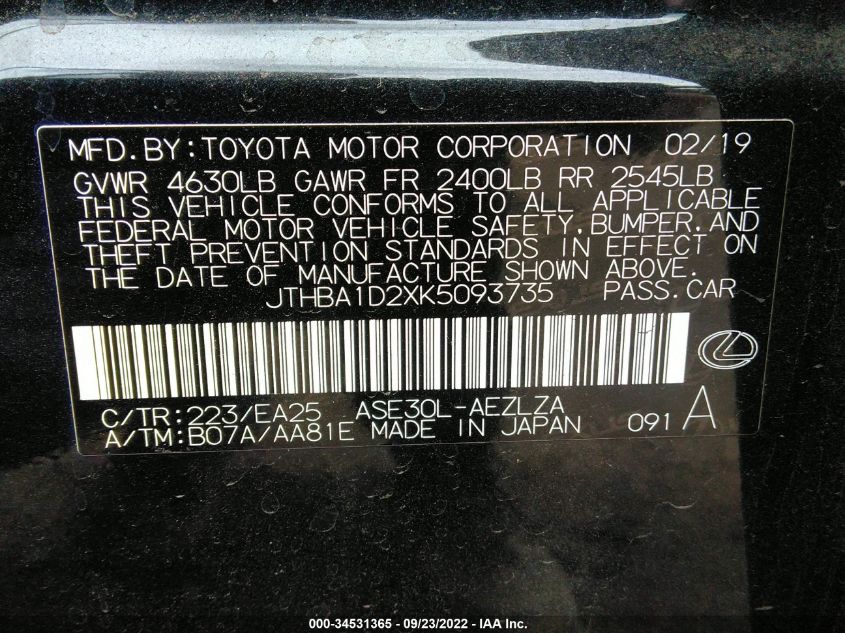 MFD.BY:TOYOTA MOTOR CORPORATION 02/19
GVWR 4630LB GAWR FR 2400LB RR 2545LB
THIS VEHICLE CONFORMS TO ALL APPLICABLE
FEDERAL MOTOR VEHICLE SAFETY,BUMPER,AND
THEFT PREVENTION STANDARDS IN EFFECT ON
THE DATE OF MANUFACTURE SHOWN ABOVE.
JTHBA1D2XK5093735 PASS.CAR
C/TR:223/EA25 ASE30L-AEZLZA
A/TM:B07A/AA81E MADE IN JAPAN 091 A
000-34531365 - 09/23/2022 - IAA Inc.